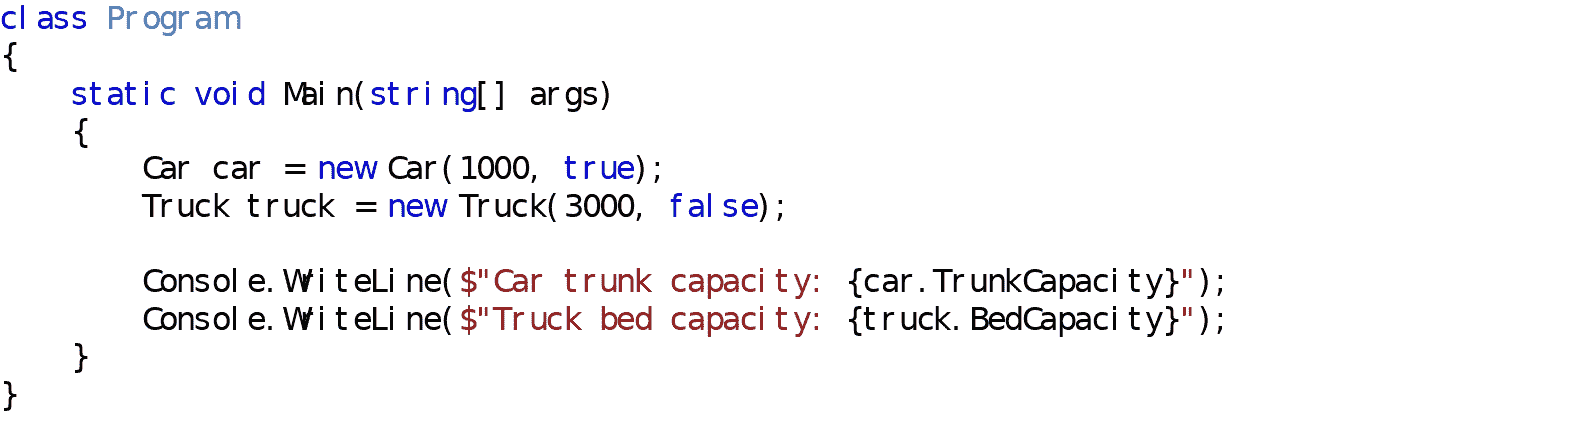 class Program
{
    static void Main(string[] args)
    {
        Car car = new Car(1000, true);
        Truck truck = new Truck(3000, false);

        Console.WriteLine($"Car trunk capacity: {car.TrunkCapacity}");
        Console.WriteLine($"Truck bed capacity: {truck.BedCapacity}");
    }
}